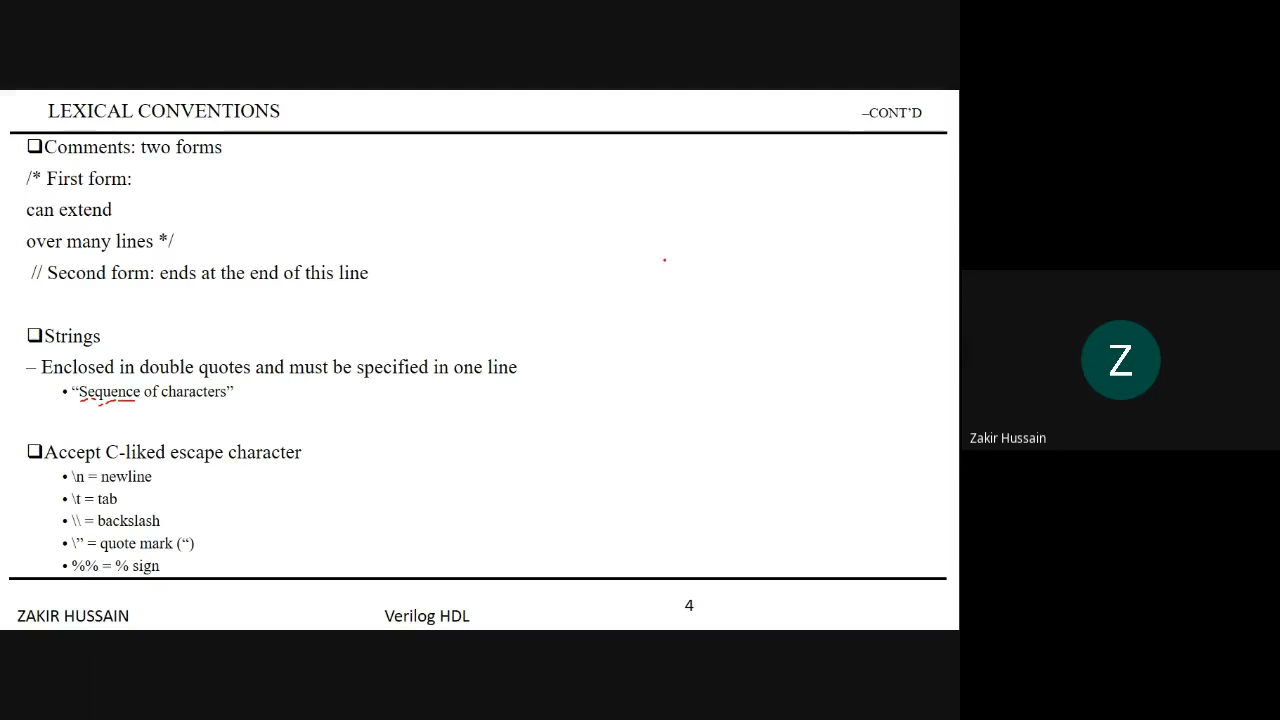 LEXICAL CONVENTIONS –CONT’D
❑Comments: two forms
/* First form:
can extend
over many lines */
// Second form: ends at the end of this line
❑Strings
– Enclosed in double quotes and must be specified in one line
• “Sequence of characters”
❑Accept C-liked escape character
• \n = newline
• \t = tab
• \\ = backslash
• \” = quote mark (“)
• %% = % sign
ZAKIR HUSSAIN Verilog HDL 4
Z
Zakir Hussain